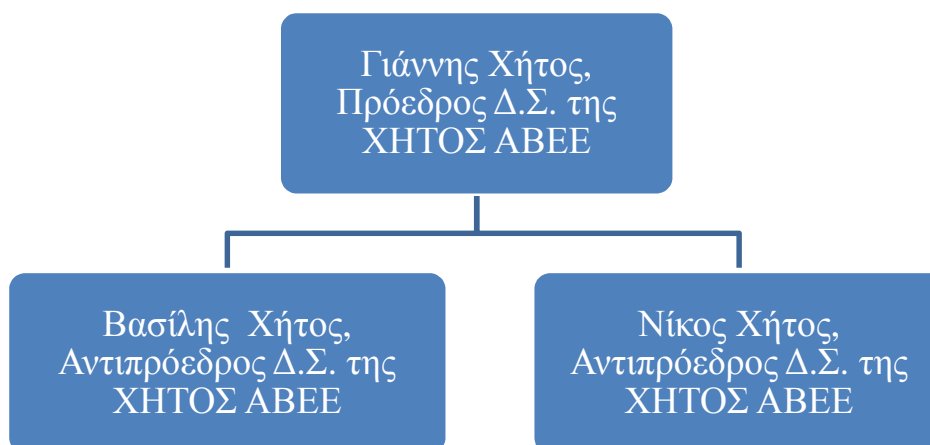 Γιάννης Χήτος,
Πρόεδρος Δ.Σ. της
ΧΗΤΟΣ ΑΒΕΕ
Βασίλης Χήτος,
Αντιπρόεδρος Δ.Σ. της
ΧΗΤΟΣ ΑΒΕΕ
Νίκος Χήτος,
Αντιπρόεδρος Δ.Σ. της
ΧΗΤΟΣ ΑΒΕΕ